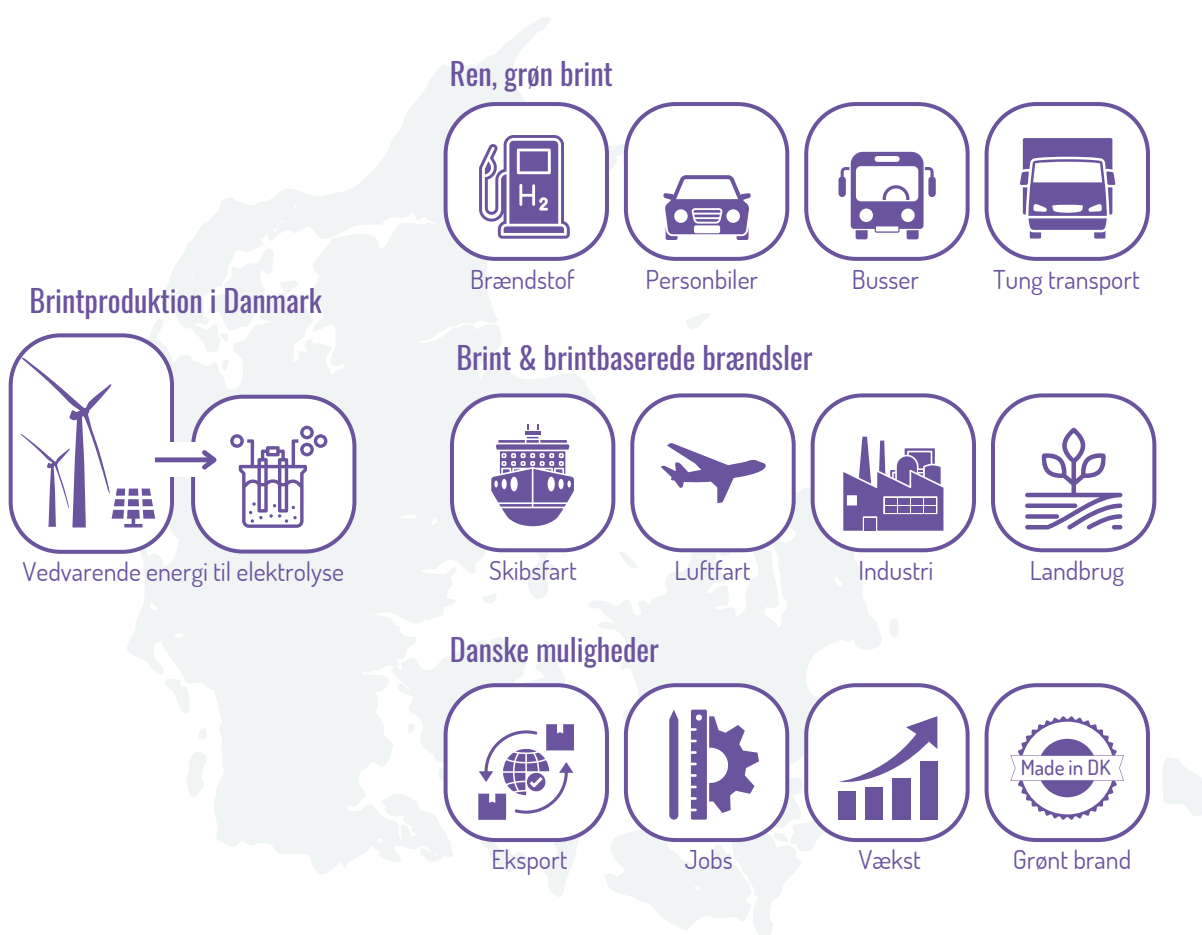 Brintproduktion i Danmark
Vedvarende energi til elektrolyse
Ren, grøn brint
H2
Brændstof
Personbiler
Busser
Tung transport
Brint & brintbaserede brændsler
Skibsfart
Luftfart
Industri
Landbrug
Danske muligheder
Made in DK
Eksport
Jobs
Vækst
Grønt brand